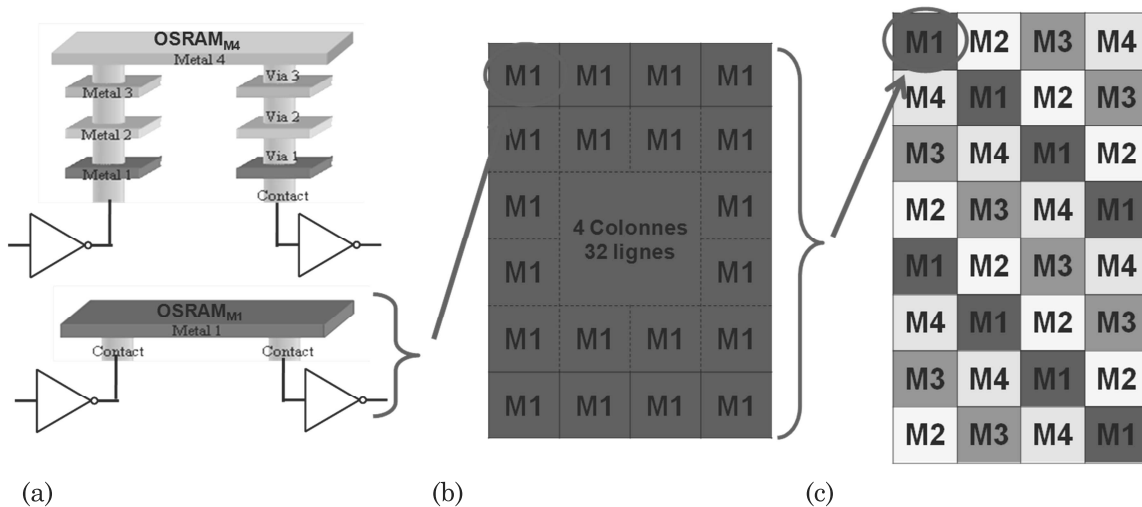 OSRAMM4
Metal 4
Via 3
Metal 3
Via 2
Metal 2
Via 1
Metal 1
Contact
OSRAMM1
Metal 1
Contact Contact
(a)
M1 M1 M1 M1
M1 M1 M1 M1
M1 M1
4 Colonnes
32 lignes
M1 M1
M1 M1 M1 M1
M1 M1 M1 M1
(b)
M1 M2 M3 M4
M4 M1 M2 M3
M3 M4 M1 M2
M2 M3 M4 M1
M1 M2 M3 M4
M4 M1 M2 M3
M3 M4 M1 M2
M2 M3 M4 M1
(c)